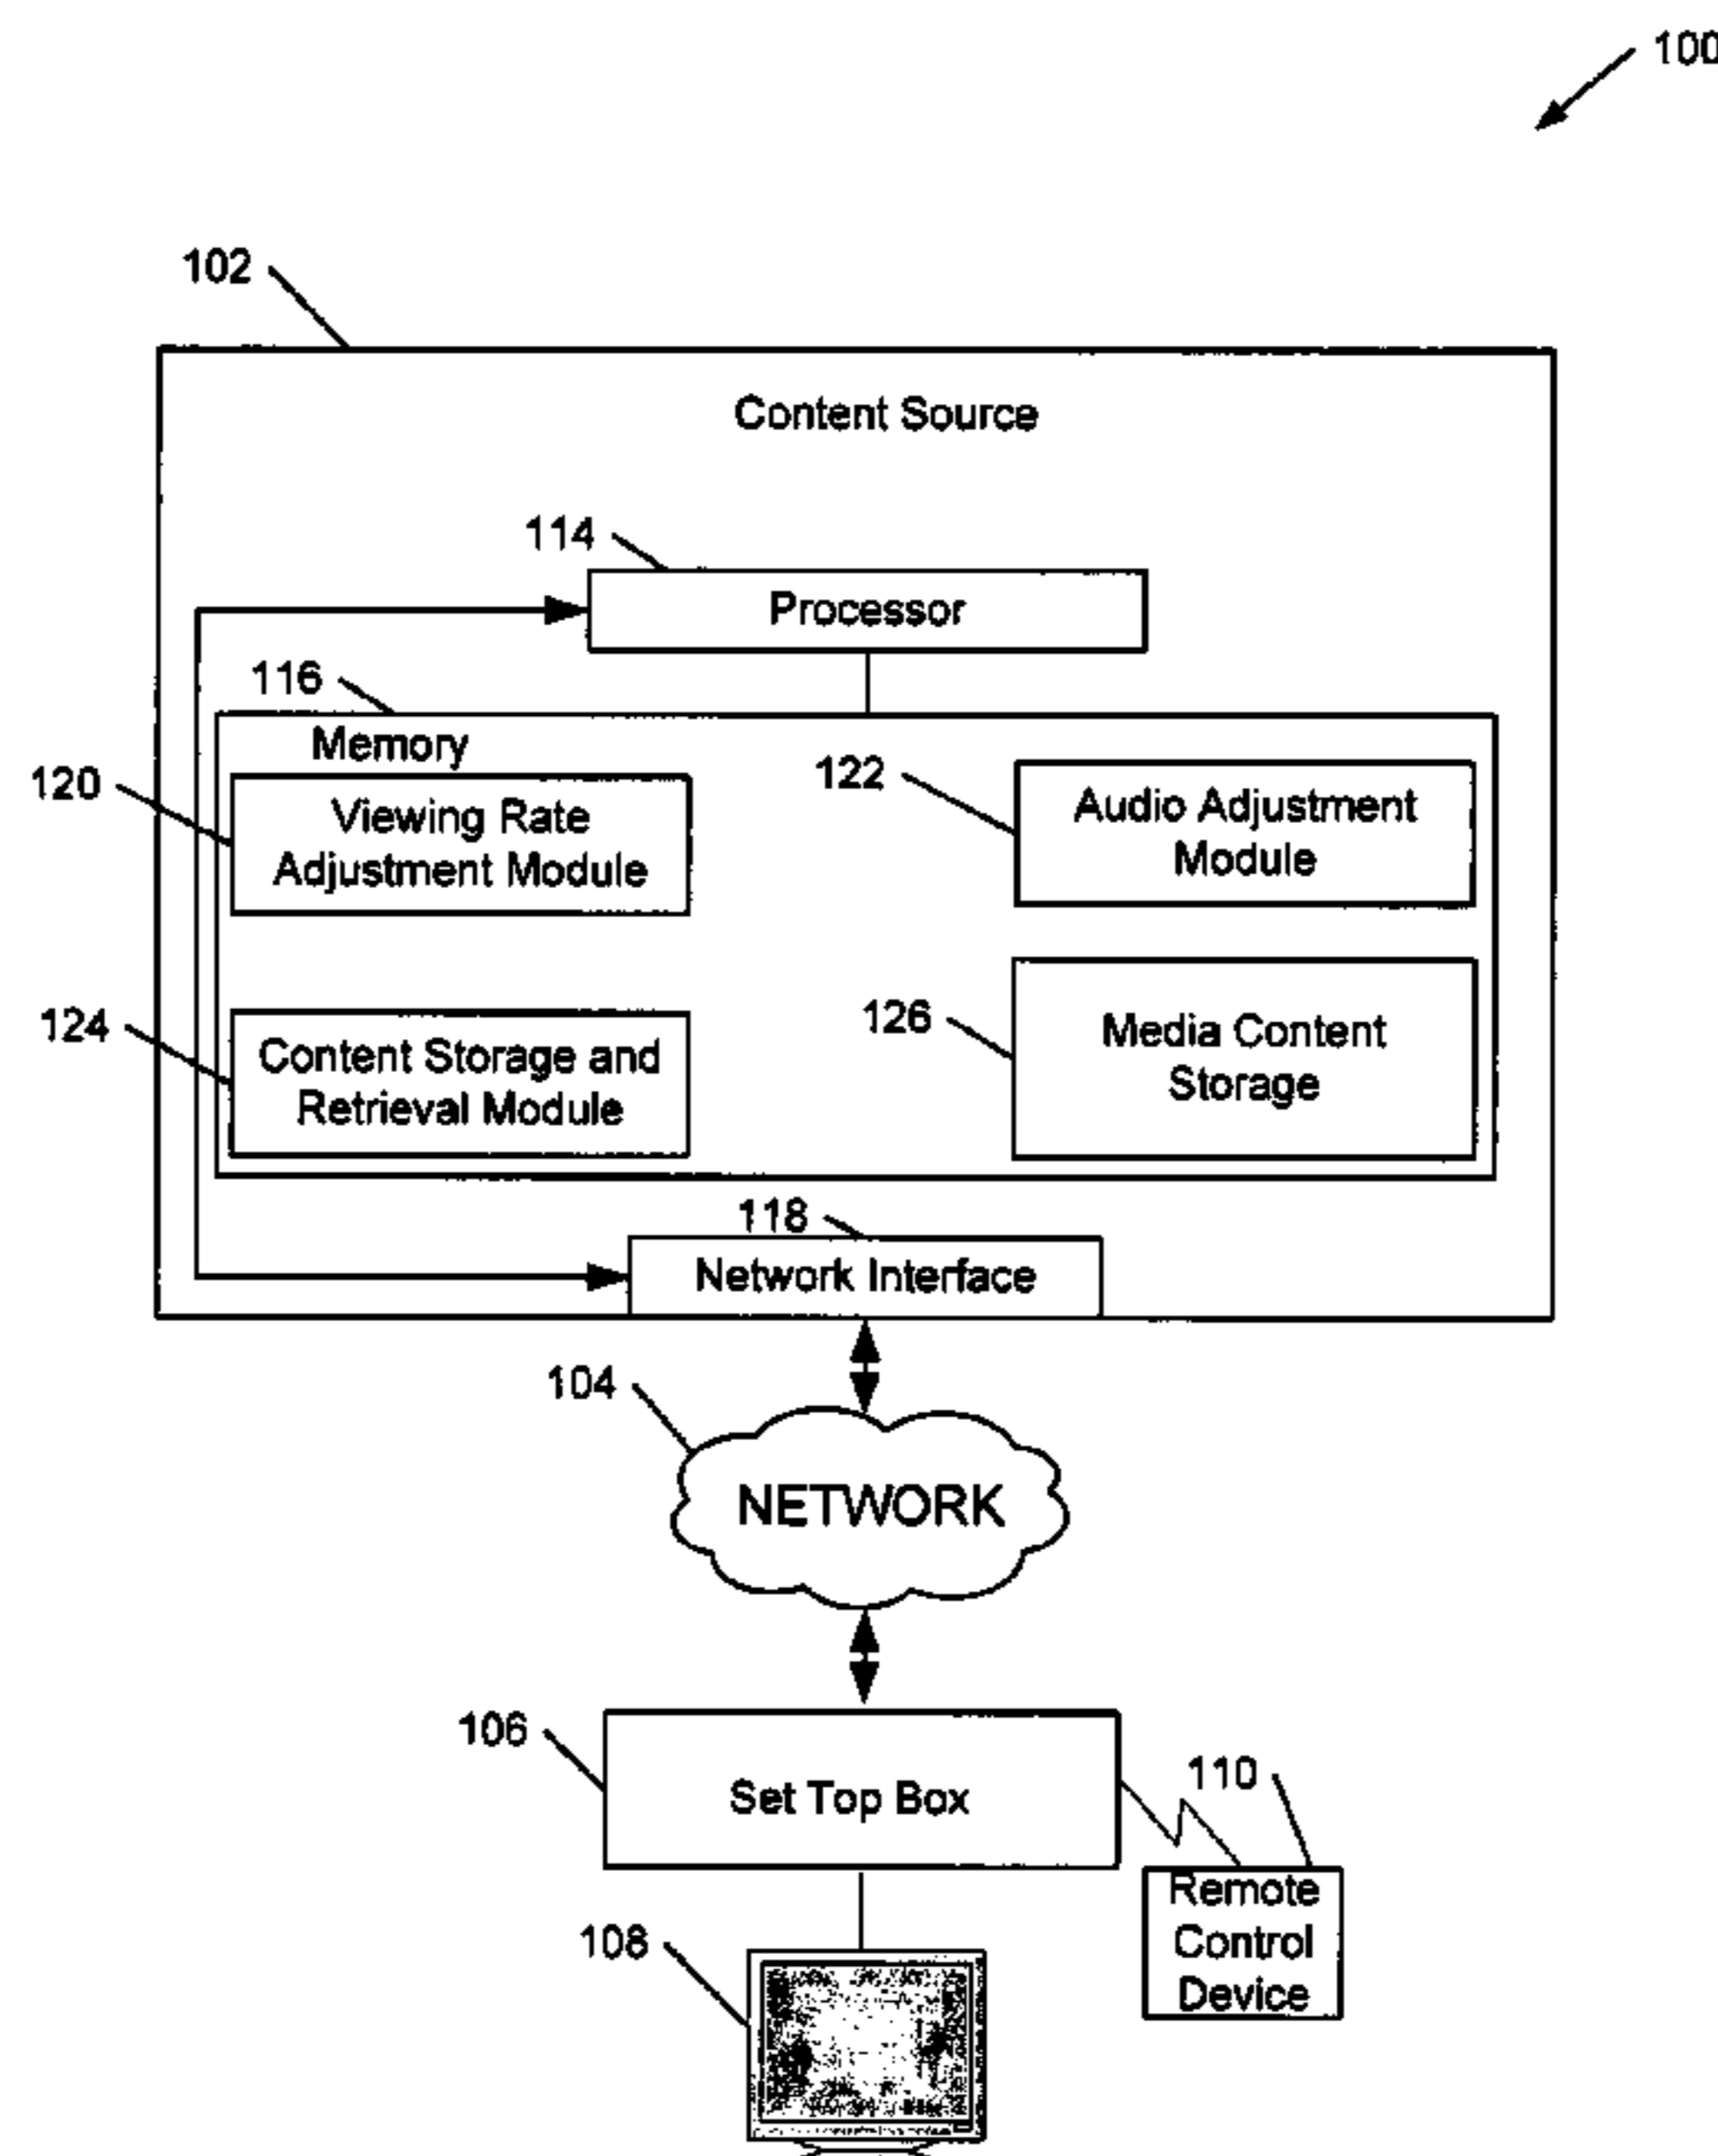 100
102
Content Source
114
Processor
116
Memory
120
Viewing Rate
Adjustment Module
122
Audio Adjustment
Module
124
Content Storage and
Retrieval Module
126
Media Content
Storage
118
Network Interface
104
NETWORK
106
Set Top Box
110
Remote
Control
Device
108